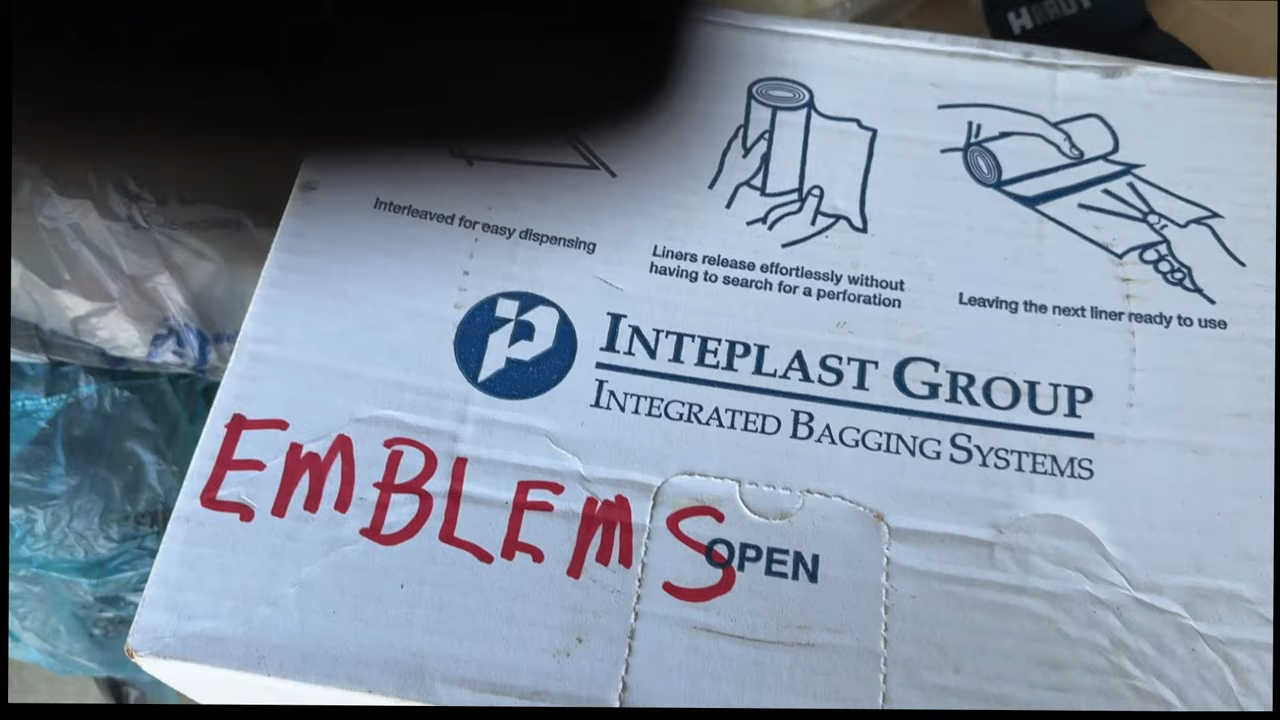 HARDY
Interleaved for easy dispensing
Liners release effortlessly without
having to search for a perforation
Leaving the next liner ready to use
INTEPLAST GROUP
INTEGRATED BAGGING SYSTEMS
EMBLEMS
OPEN